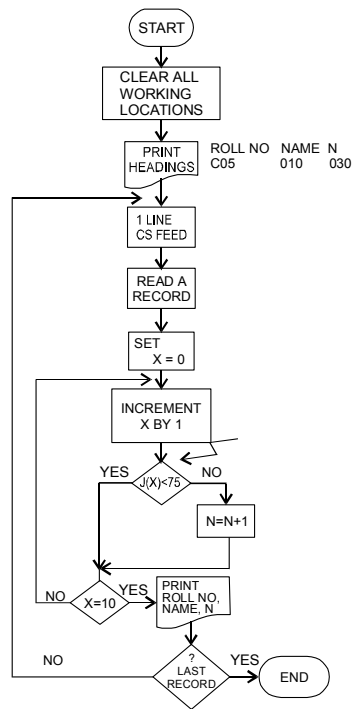 START
CLEAR ALL
WORKING
LOCATIONS
PRINT
HEADINGS
ROLL NO NAME N
C05 010 030
1 LINE
CS FEED
READ A
RECORD
SET
X = 0
INCREMENT
X BY 1
YES
J(X)<75
NO
N=N+1
NO
X=10
YES
PRINT
ROLL NO,
NAME, N
NO
?
LAST
RECORD
YES
END